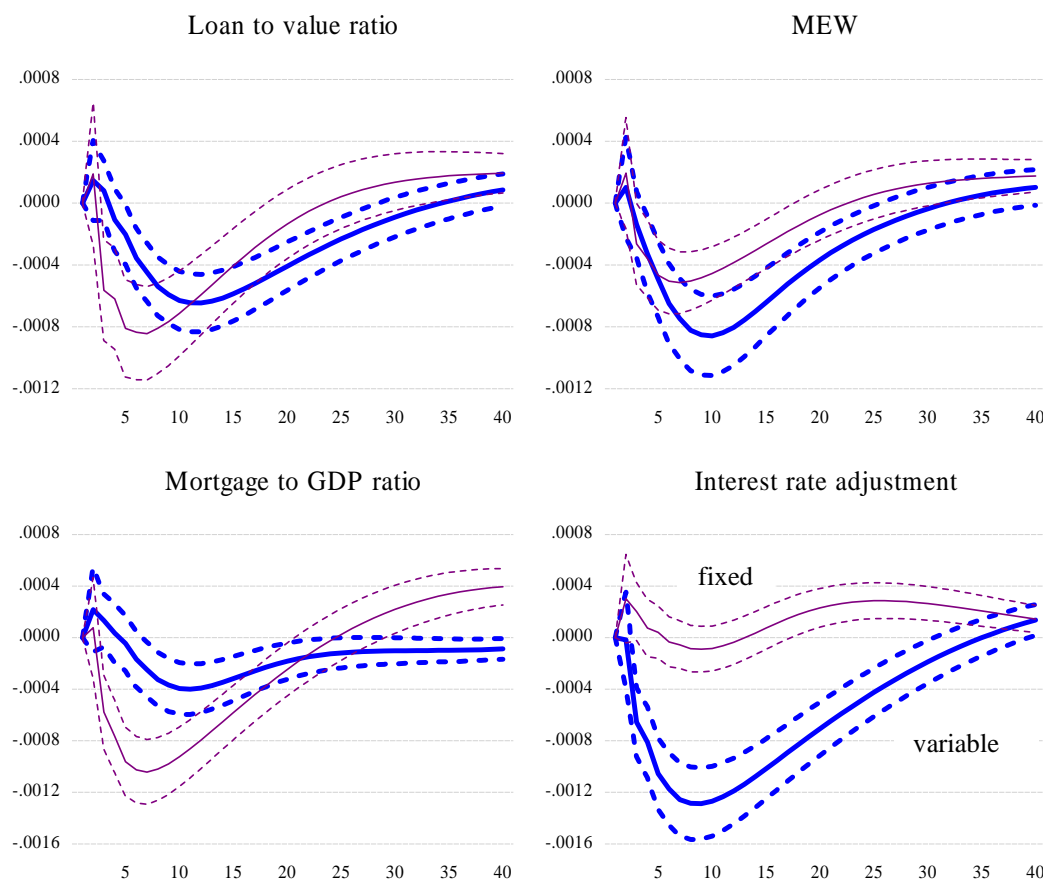 Loan to value ratio
.0008
.0004
.0000
-.0004
-.0008
-.0012
5 10 15 20 25 30 35 40
MEW
.0008
.0004
.0000
-.0004
-.0008
-.0012
5 10 15 20 25 30 35 40
Mortgage to GDP ratio
.0008
.0004
.0000
-.0004
-.0008
-.0012
-.0016
5 10 15 20 25 30 35 40
Interest rate adjustment
.0008
.0004
.0000
-.0004
-.0008
-.0012
-.0016
fixed
variable
5 10 15 20 25 30 35 40